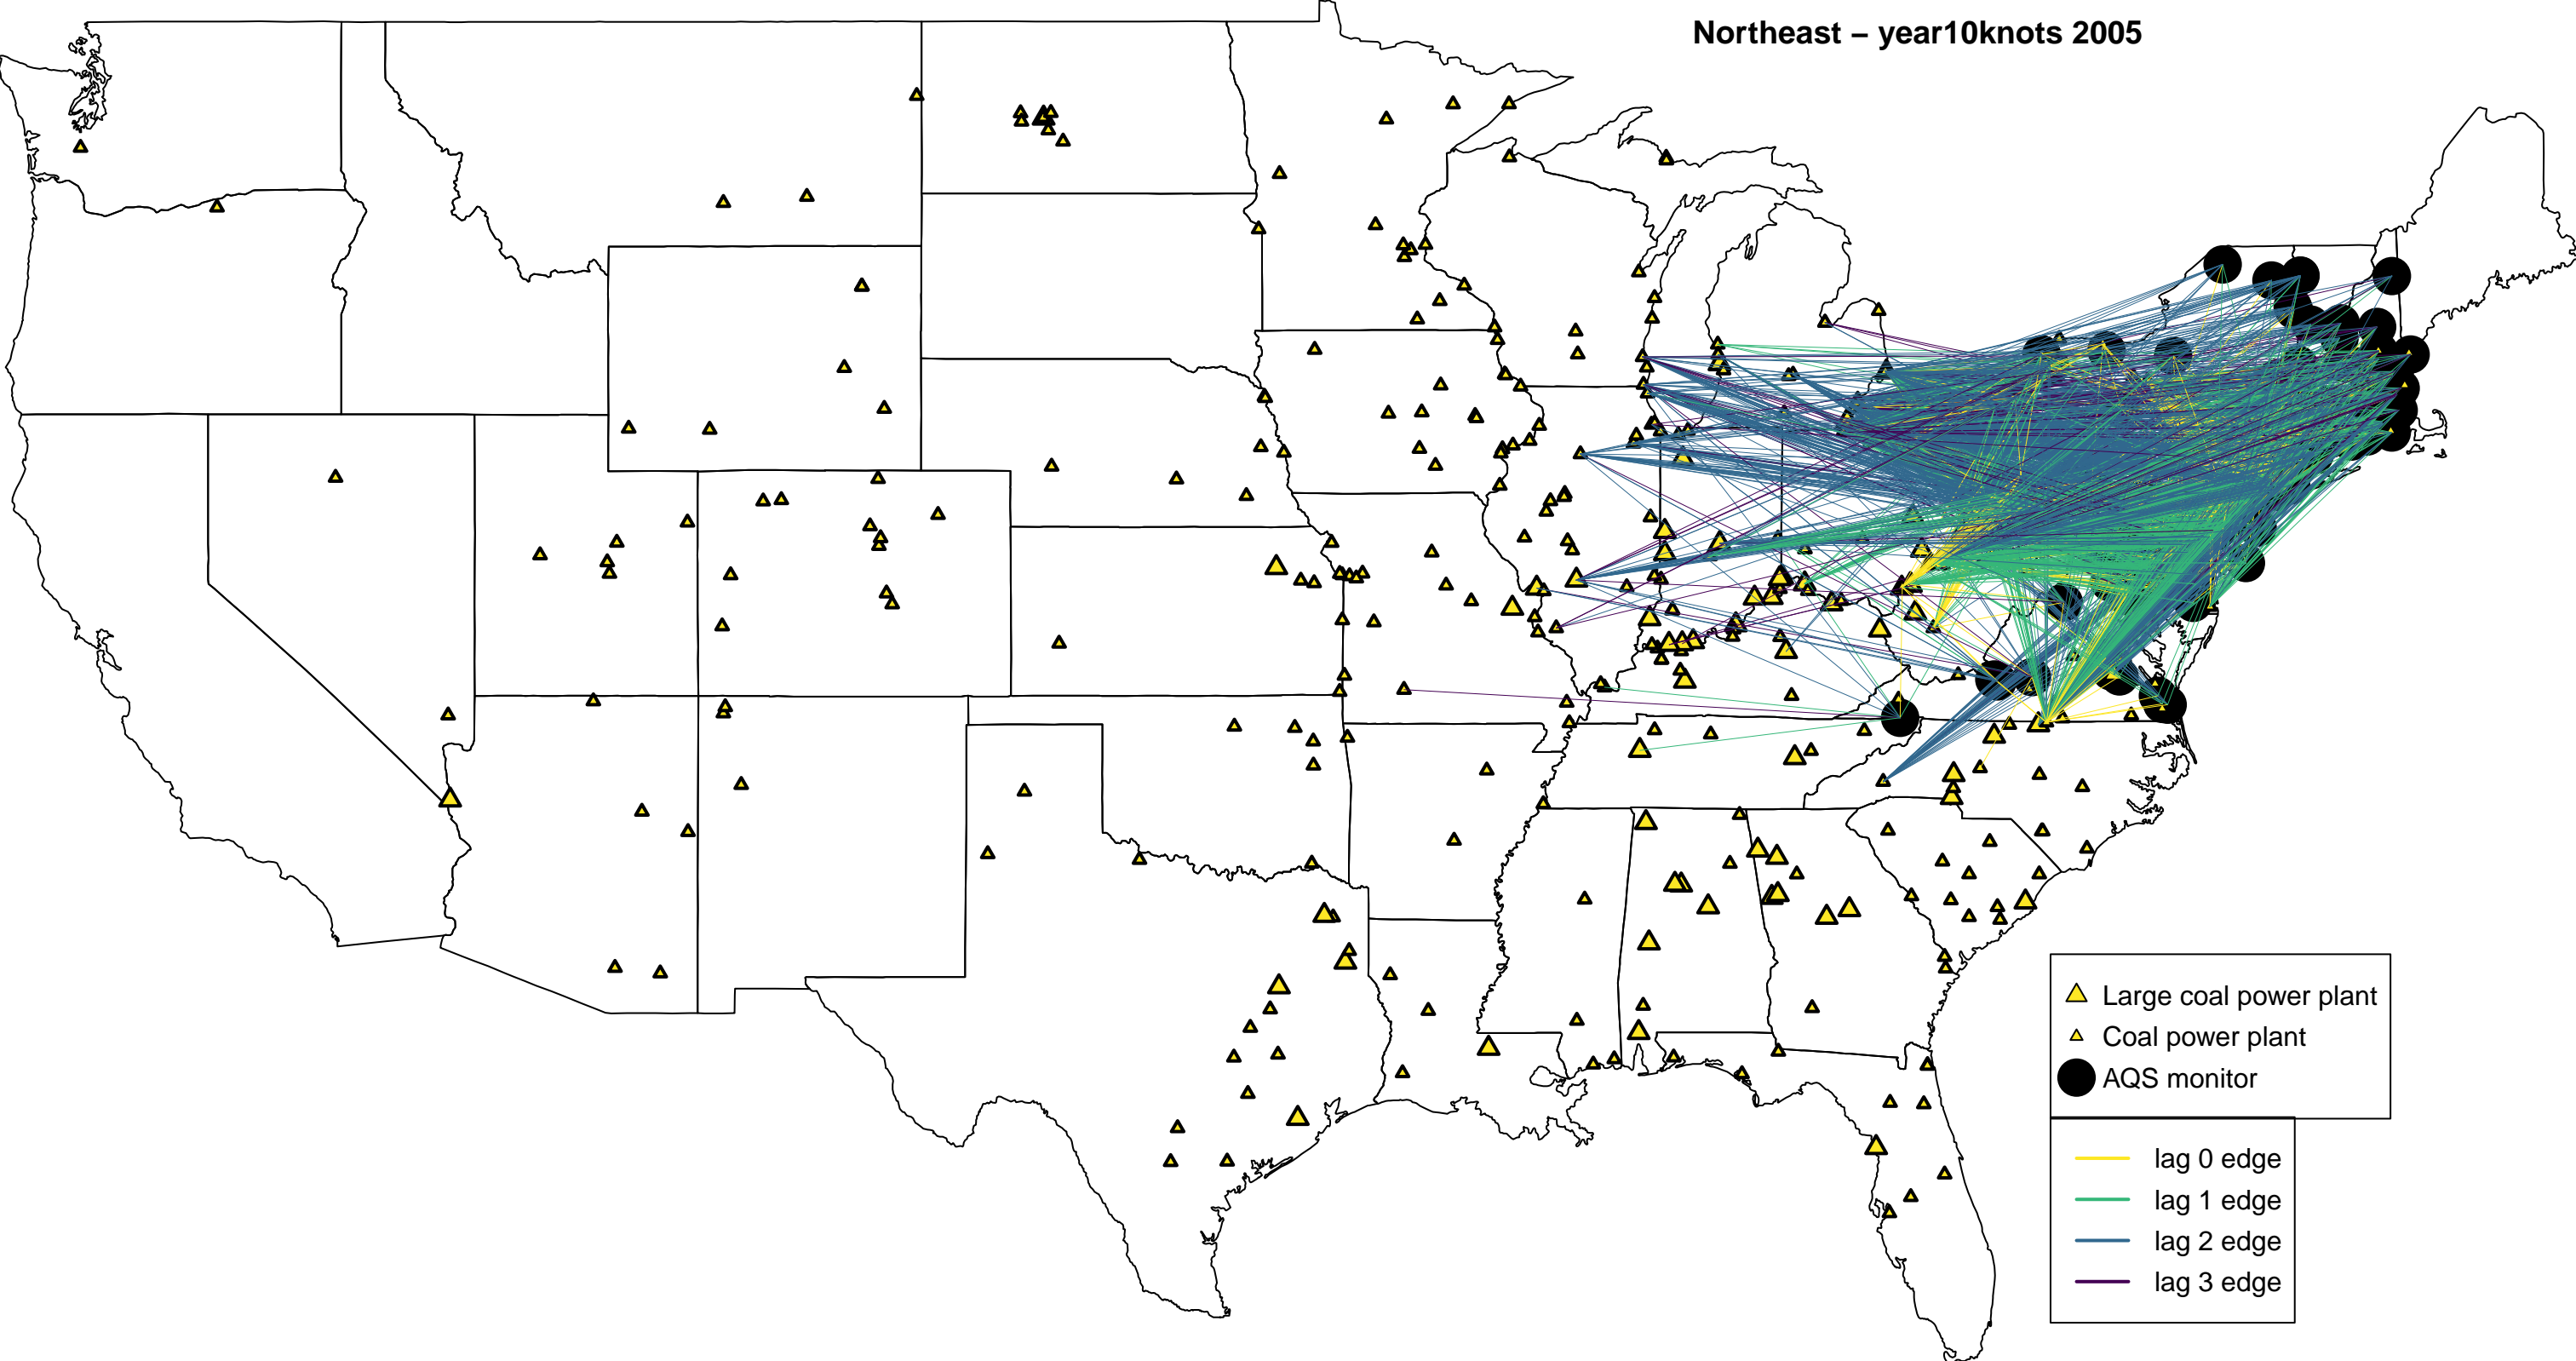 Northeast – year10knots 2005
Large coal power plant
Coal power plant
AQS monitor
lag 0 edge
lag 1 edge
lag 2 edge
lag 3 edge